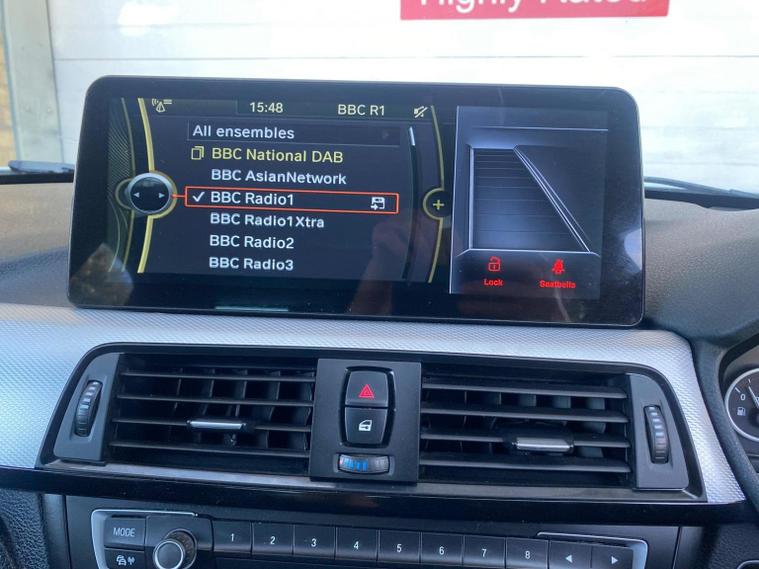 Highly Rated
15:48 BBC R1
All ensembles
BBC National DAB
BBC AsianNetwork
BBC Radio1
BBC Radio1Xtra
BBC Radio2
BBC Radio3
Lock Seatbelts
MODE 1 2 3 4 5 6 7 8
0